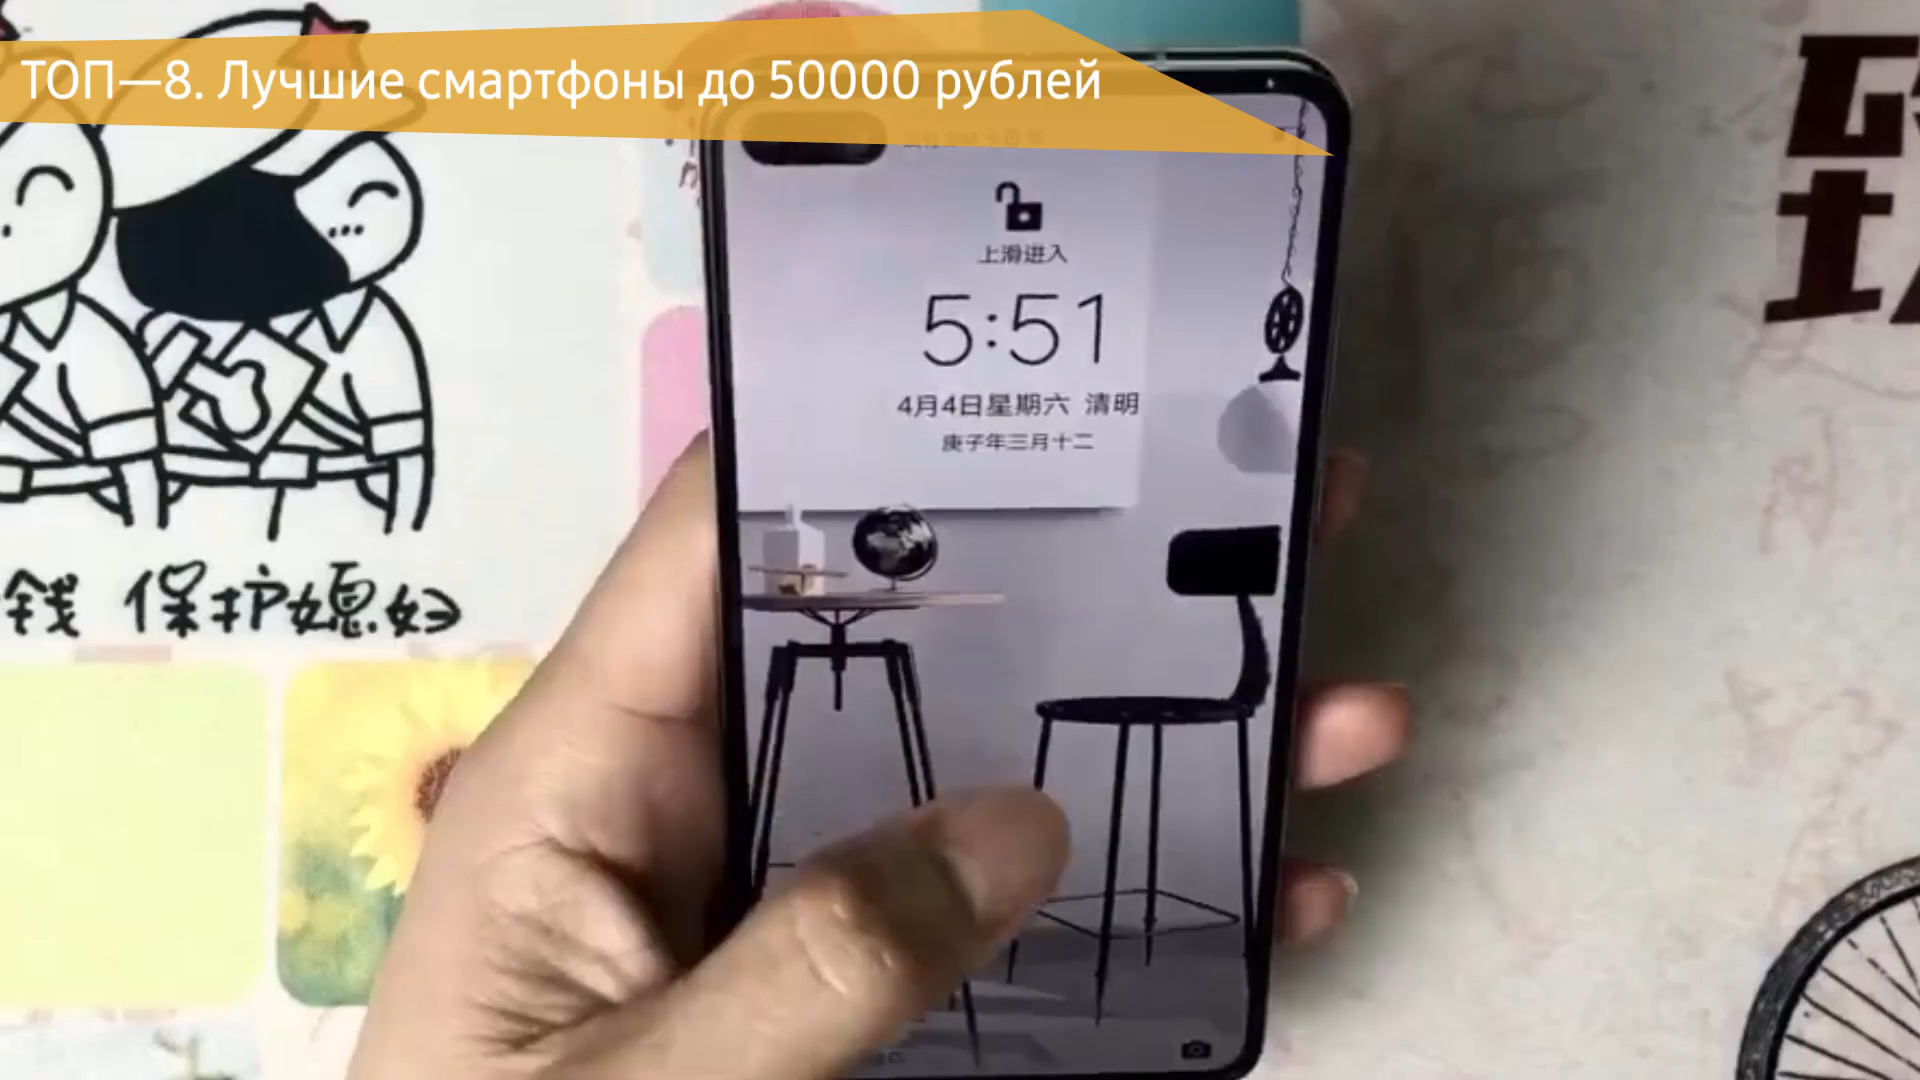 ТОП—8. Лучшие смартфоны до 50000 рублей
上滑进入
5:51
4月4日星期六 清明
庚子年三月十二
钱 保护媳妇